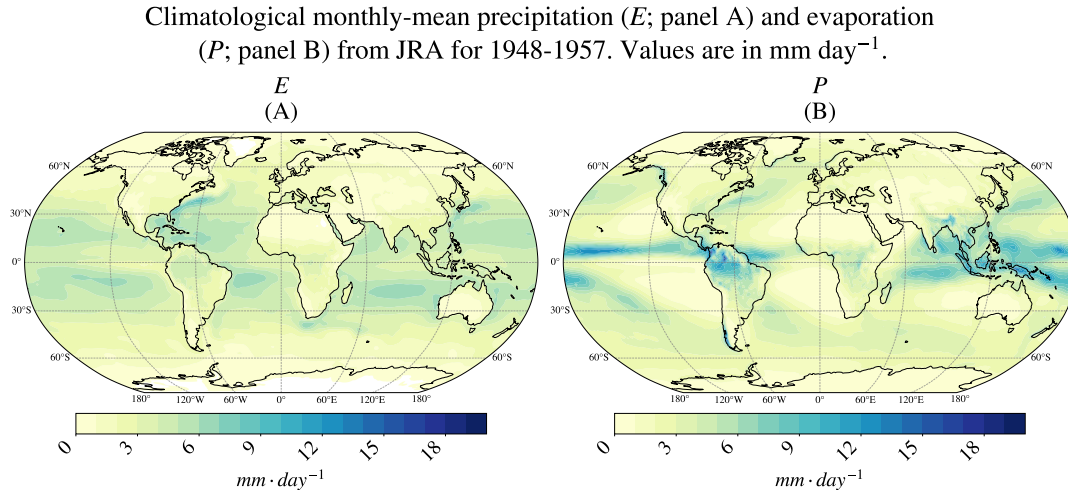 Climatological monthly-mean precipitation (E; panel A) and evaporation
(P; panel B) from JRA for 1948-1957. Values are in mm day⁻¹.
E
(A)
P
(B)
60°N 60°N
30°N
0°
30°S
60°S
180° 120°W 60°W 0° 60°E 120°E 180°
60°N 60°N
30°N
0°
30°S
60°S
180° 120°W 60°W 0° 60°E 120°E 180°
0 3 6 9 12 15 18
mm · day⁻¹
0 3 6 9 12 15 18
mm · day⁻¹